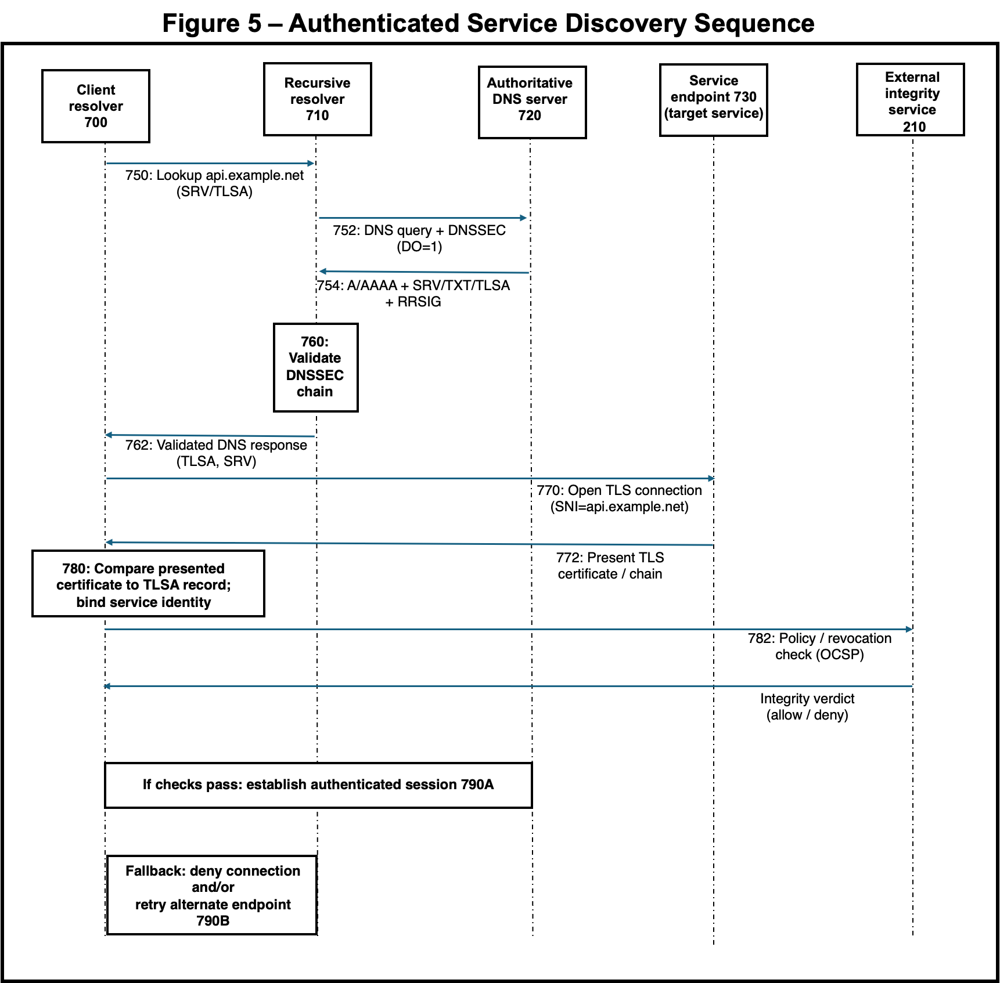 Figure 5 – Authenticated Service Discovery Sequence
Client
resolver
700
Recursive
resolver
710
Authoritative
DNS server
720
Service
endpoint 730
(target service)
External
integrity
service
210
750: Lookup api.example.net
(SRV/TLSA)
752: DNS query + DNSSEC
(DO=1)
754: A/AAAA + SRV/TXT/TLSA
+ RRSIG
760:
Validate
DNSSEC
chain
762: Validated DNS response
(TLSA, SRV)
770: Open TLS connection
(SNI=api.example.net)
772: Present TLS
certificate / chain
780: Compare presented
certificate to TLSA record;
bind service identity
782: Policy / revocation
check (OCSP)
Integrity verdict
(allow / deny)
If checks pass: establish authenticated session 790A
Fallback: deny connection
and/or
retry alternate endpoint
790B